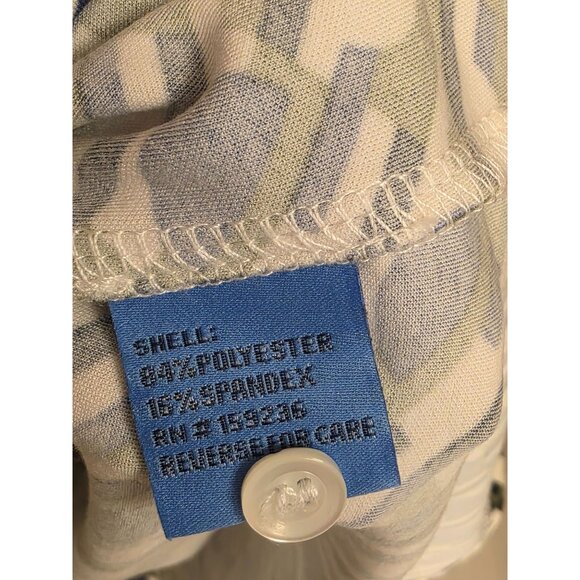 SHELL:
84%POLYESTER
16%SPANDEX
RN # 159236
REVERSE FOR CARE